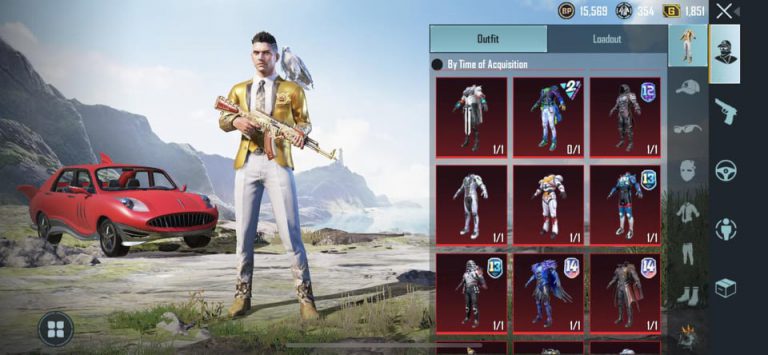 BP 15,569 354 G 1,851
Outfit Loadout
By Time of Acquisition
2 12
1/1 0/1 1/1
13
1/1 1/1 1/1
13 14 14
1/1 1/1 1/1